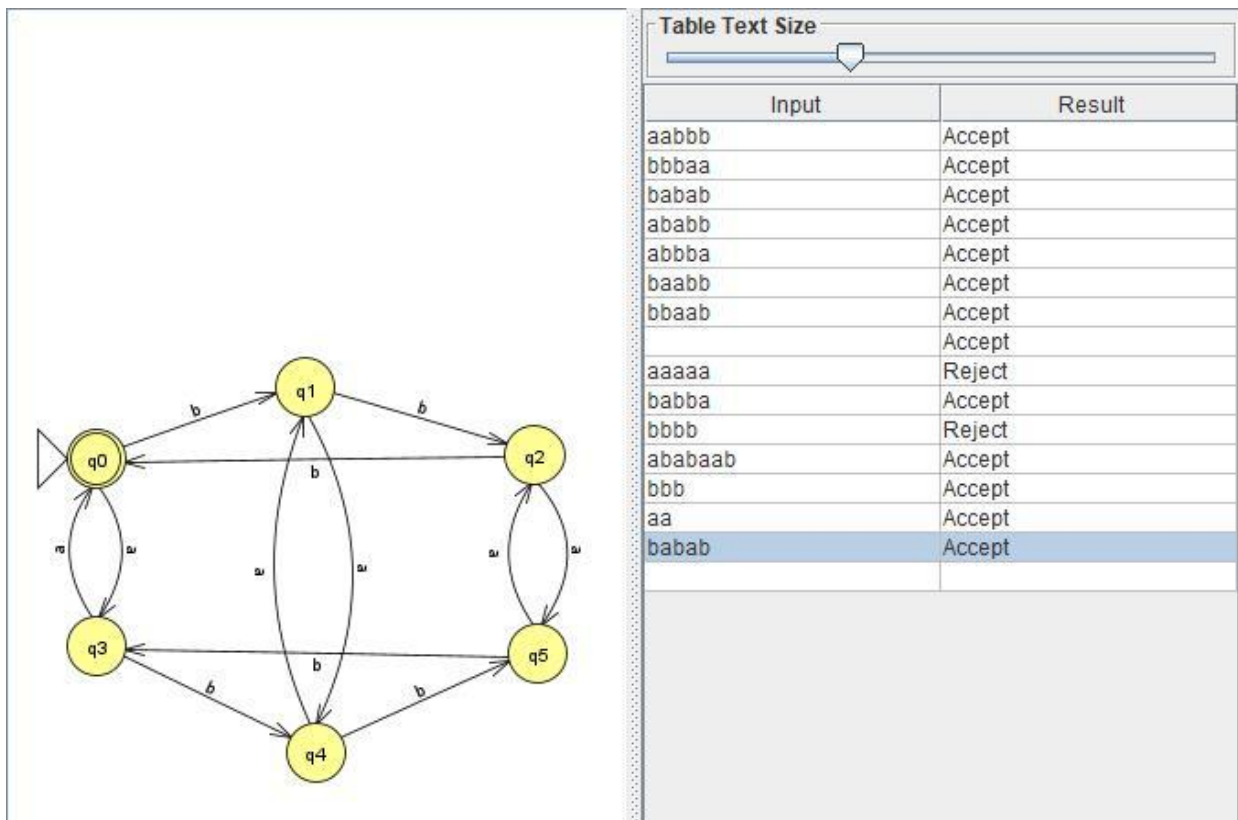 Table Text Size
Input Result
aabbb Accept
bbbaa Accept
babab Accept
ababb Accept
abbba Accept
baabb Accept
bbaab Accept
Accept
aaaaa Reject
babba Accept
bbbb Reject
ababaab Accept
bbb Accept
aa Accept
babab Accept
q1
b
b
q0
q2
b
a
a
a
a
a
a
q3
q5
b
b
b
q4